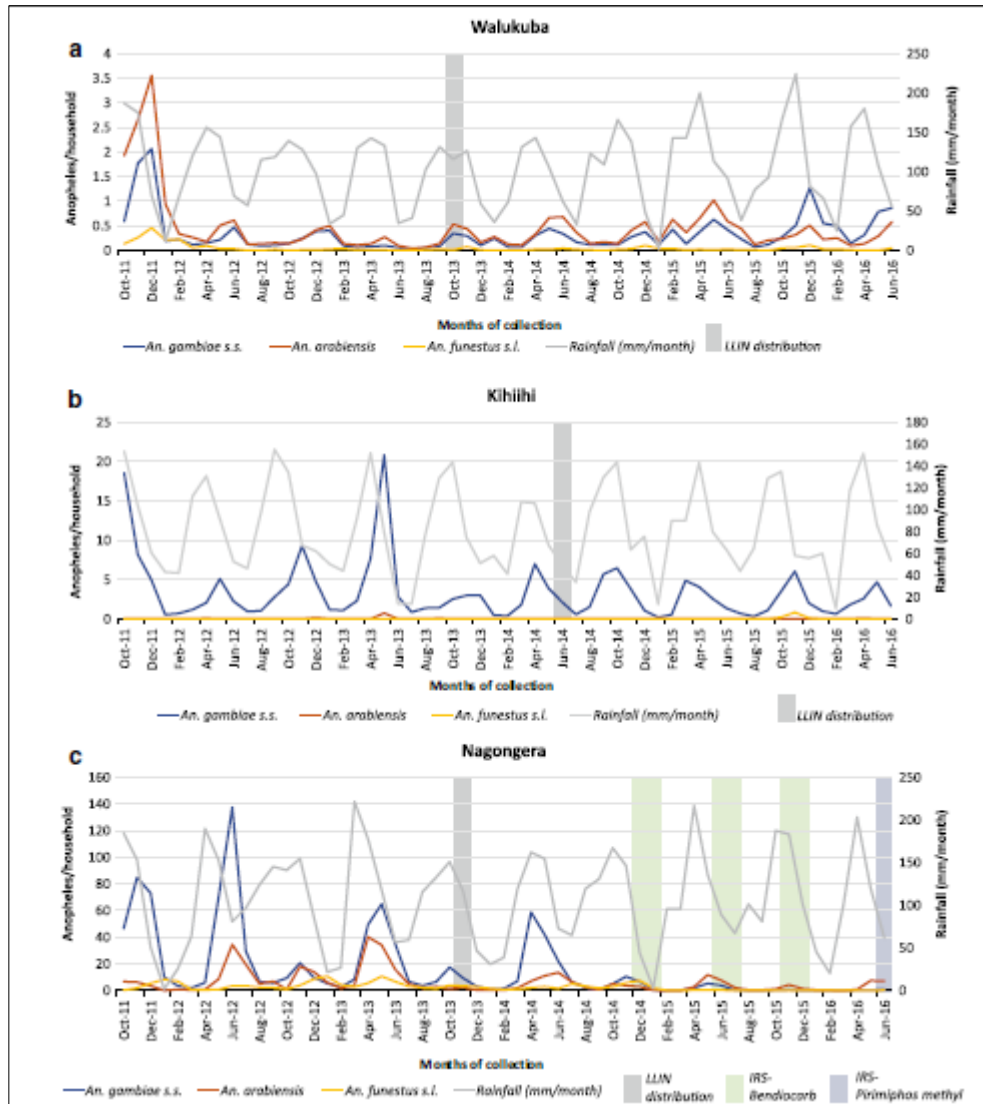 Walukuba
a
4
3.5
3
2.5
2
1.5
1
0.5
0
Anopheles/household
250
200
150
100
50
0
Rainfall (mm/month)
Oct-11 Dec-11 Feb-12 Apr-12 Jun-12 Aug-12 Oct-12 Dec-12 Feb-13 Apr-13 Jun-13 Aug-13 Oct-13 Dec-13 Feb-14 Apr-14 Jun-14 Aug-14 Oct-14 Dec-14 Feb-15 Apr-15 Jun-15 Aug-15 Oct-15 Dec-15 Feb-16 Apr-16 Jun-16
Months of collection
An. gambiae s.s. An. arabiensis An. funestus s.l. Rainfall (mm/month) LLIN distribution
b
Kihiihi
25
20
15
10
5
0
Anopheles/household
180
160
140
120
100
80
60
40
20
0
Rainfall (mm/month)
Oct-11 Dec-11 Feb-12 Apr-12 Jun-12 Aug-12 Oct-12 Dec-12 Feb-13 Apr-13 Jun-13 Aug-13 Oct-13 Dec-13 Feb-14 Apr-14 Jun-14 Aug-14 Oct-14 Dec-14 Feb-15 Apr-15 Jun-15 Aug-15 Oct-15 Dec-15 Feb-16 Apr-16 Jun-16
Months of collection
An. gambiae s.s. An. arabiensis An. funestus s.l. Rainfall (mm/month) LLIN distribution
c
Nagongera
160
140
120
100
80
60
40
20
0
Anopheles/household
250
200
150
100
50
0
Rainfall (mm/month)
Oct-11 Dec-11 Feb-12 Apr-12 Jun-12 Aug-12 Oct-12 Dec-12 Feb-13 Apr-13 Jun-13 Aug-13 Oct-13 Dec-13 Feb-14 Apr-14 Jun-14 Aug-14 Oct-14 Dec-14 Feb-15 Apr-15 Jun-15 Aug-15 Oct-15 Dec-15 Feb-16 Apr-16 Jun-16
Months of collection
An. gambiae s.s. An. arabiensis An. funestus s.l. Rainfall (mm/month)
LLIN
distribution
IRS-
Bendiocarb
IRS-
Pirimiphos methyl